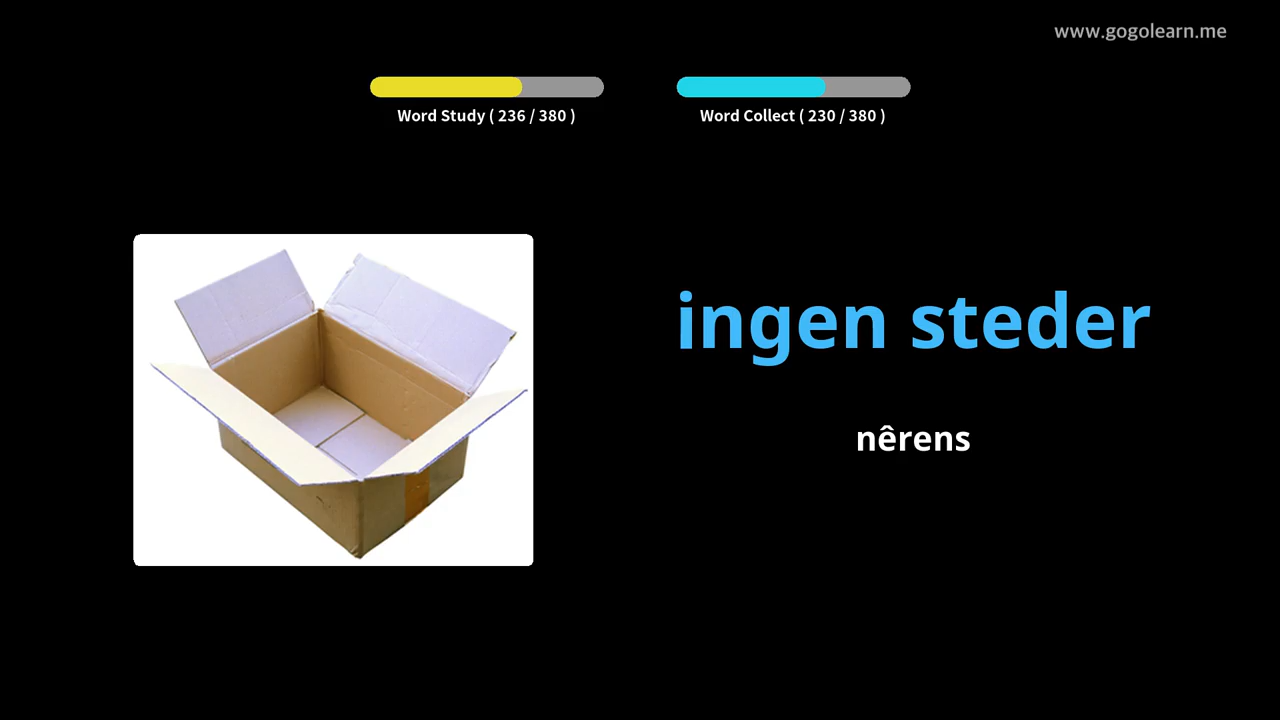 www.gogolearn.me
Word Study ( 236 / 380 )
Word Collect ( 230 / 380 )
ingen steder
nêrens